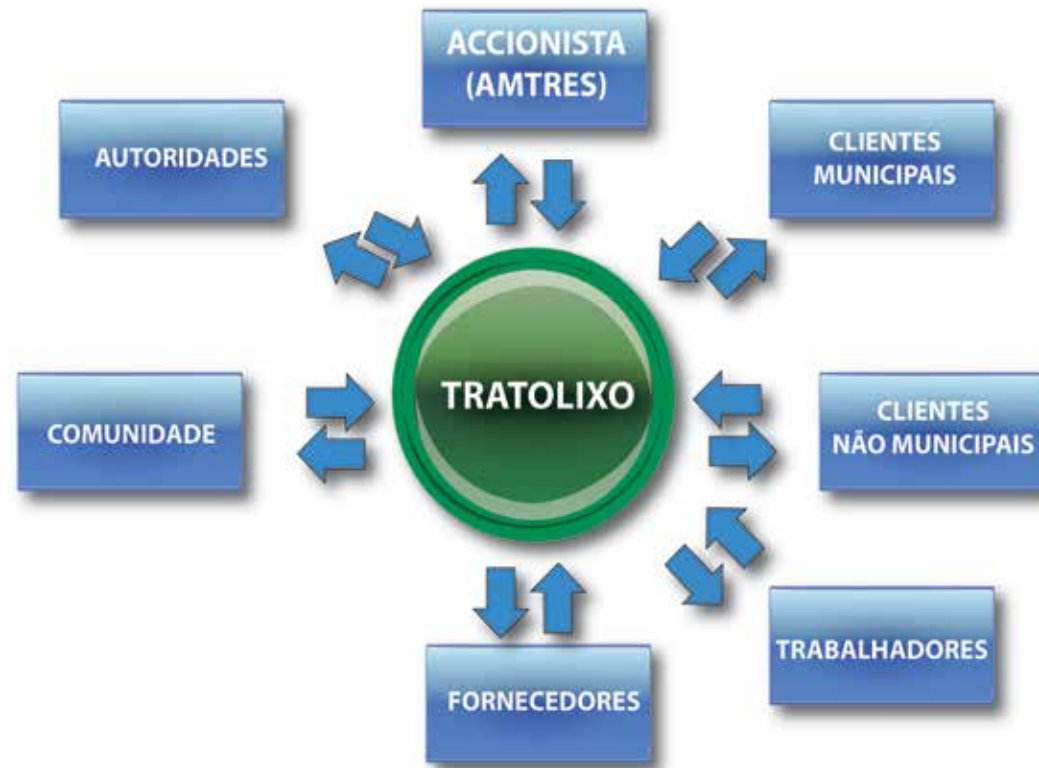 ACCIONISTA
(AMTRES)
AUTORIDADES
CLIENTES
MUNICIPAIS
TRATOLIXO
COMUNIDADE
CLIENTES
NÃO MUNICIPAIS
FORNECEDORES
TRABALHADORES